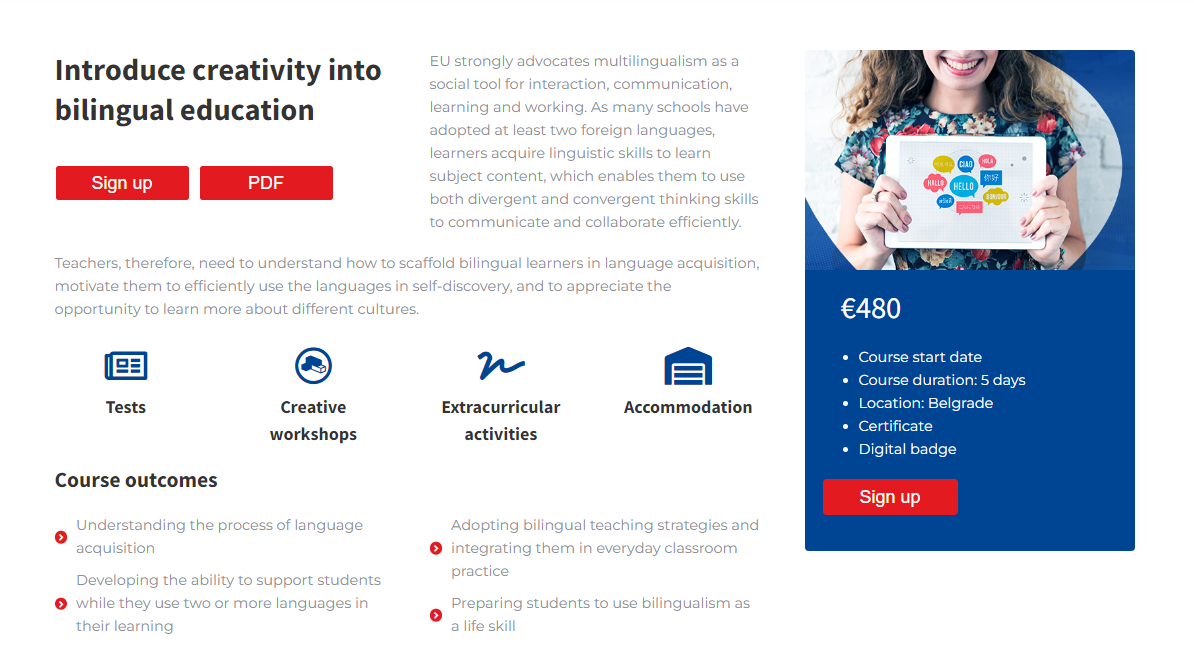 Introduce creativity into
bilingual education
Sign up
PDF
EU strongly advocates multilingualism as a
social tool for interaction, communication,
learning and working. As many schools have
adopted at least two foreign languages,
learners acquire linguistic skills to learn
subject content, which enables them to use
both divergent and convergent thinking skills
to communicate and collaborate efficiently.
Teachers, therefore, need to understand how to scaffold bilingual learners in language acquisition,
motivate them to efficiently use the languages in self-discovery, and to appreciate the
opportunity to learn more about different cultures.
Tests
Creative
workshops
Extracurricular
activities
Accommodation
Course outcomes
Understanding the process of language
acquisition
Developing the ability to support students
while they use two or more languages in
their learning
Adopting bilingual teaching strategies and
integrating them in everyday classroom
practice
Preparing students to use bilingualism as
a life skill
CIAO
HOLA
HALLO
HELLO
你好
BONJOUR
€480
Course start date
Course duration: 5 days
Location: Belgrade
Certificate
Digital badge
Sign up